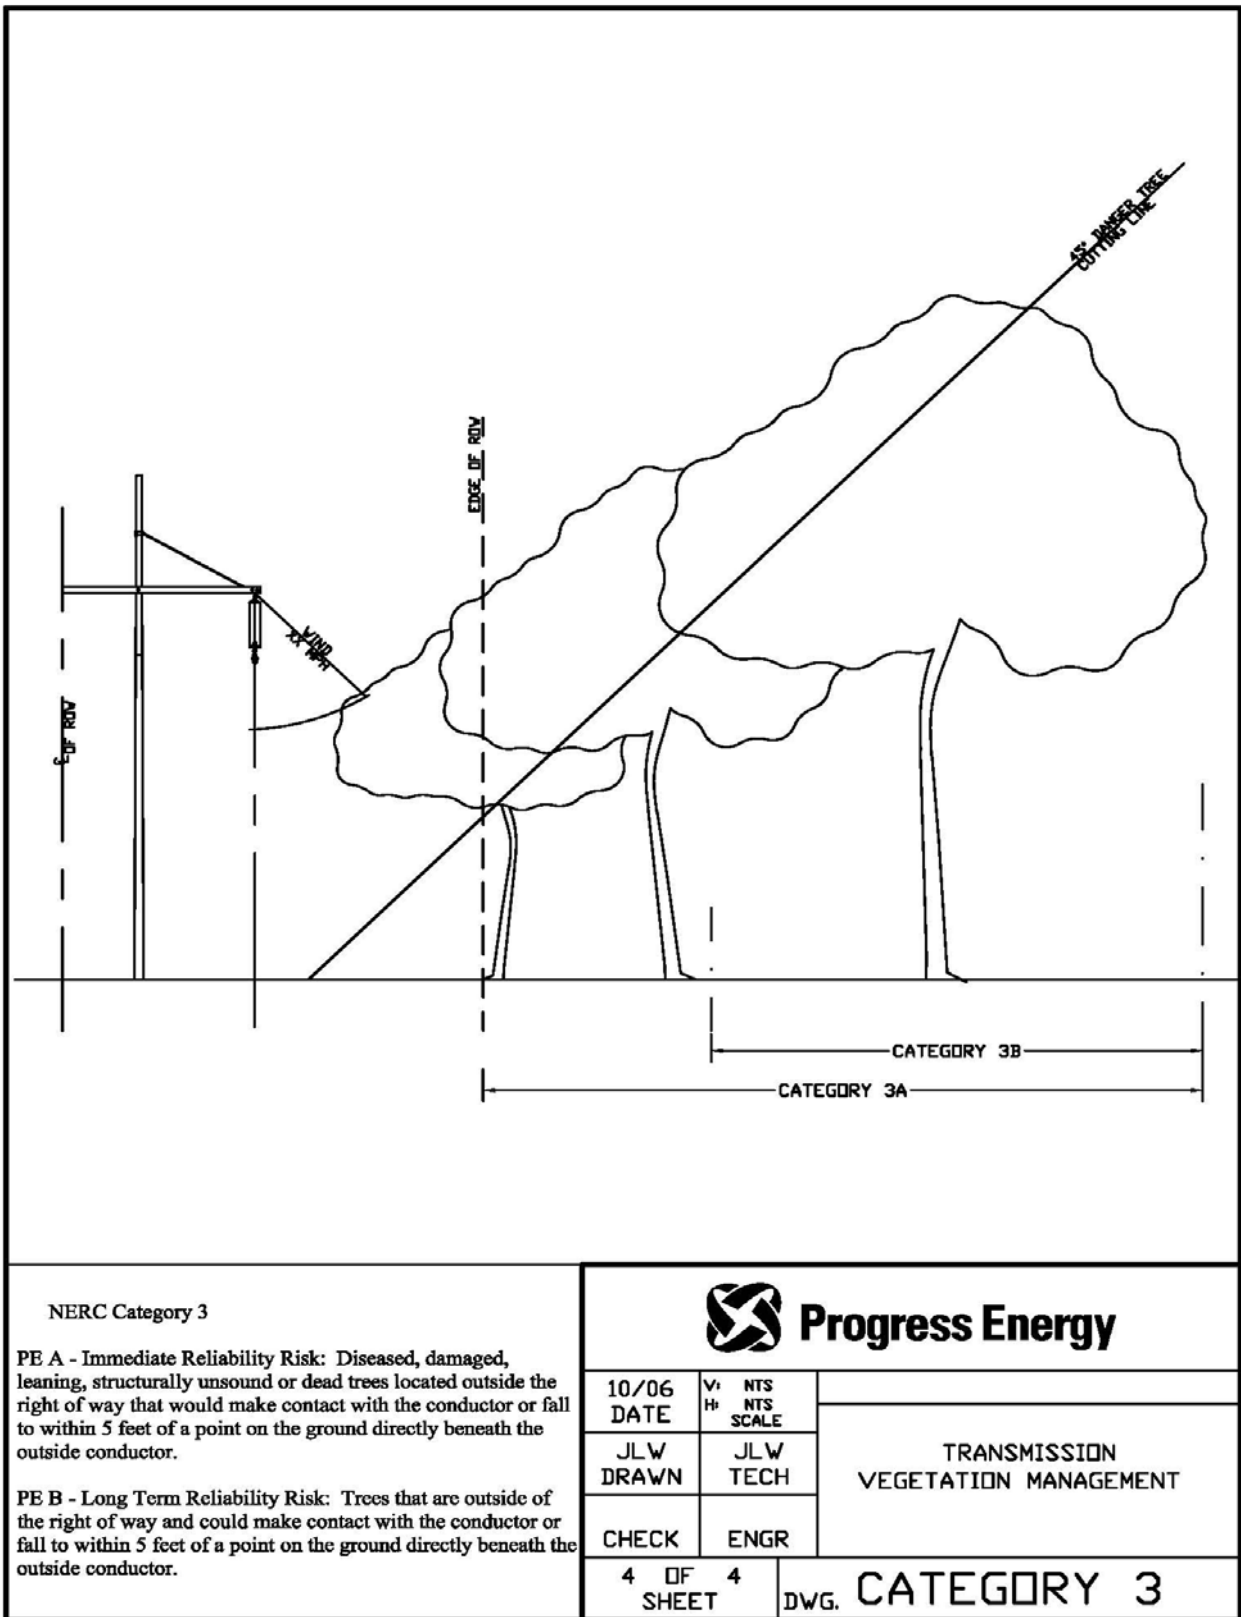 45° DANGER TREE
CUTTING LINE
EDGE OF ROW
WIND
XX MPH
℄ OF ROW
CATEGORY 3B
CATEGORY 3A
NERC Category 3
PE A - Immediate Reliability Risk: Diseased, damaged,
leaning, structurally unsound or dead trees located outside the
right of way that would make contact with the conductor or fall
to within 5 feet of a point on the ground directly beneath the
outside conductor.
PE B - Long Term Reliability Risk: Trees that are outside of
the right of way and could make contact with the conductor or
fall to within 5 feet of a point on the ground directly beneath the
outside conductor.
Progress Energy
10/06
DATE
V: NTS
H: NTS
SCALE
JLW
DRAWN
JLW
TECH
TRANSMISSION
VEGETATION MANAGEMENT
CHECK
ENGR
4 OF 4
SHEET
DWG. CATEGORY 3